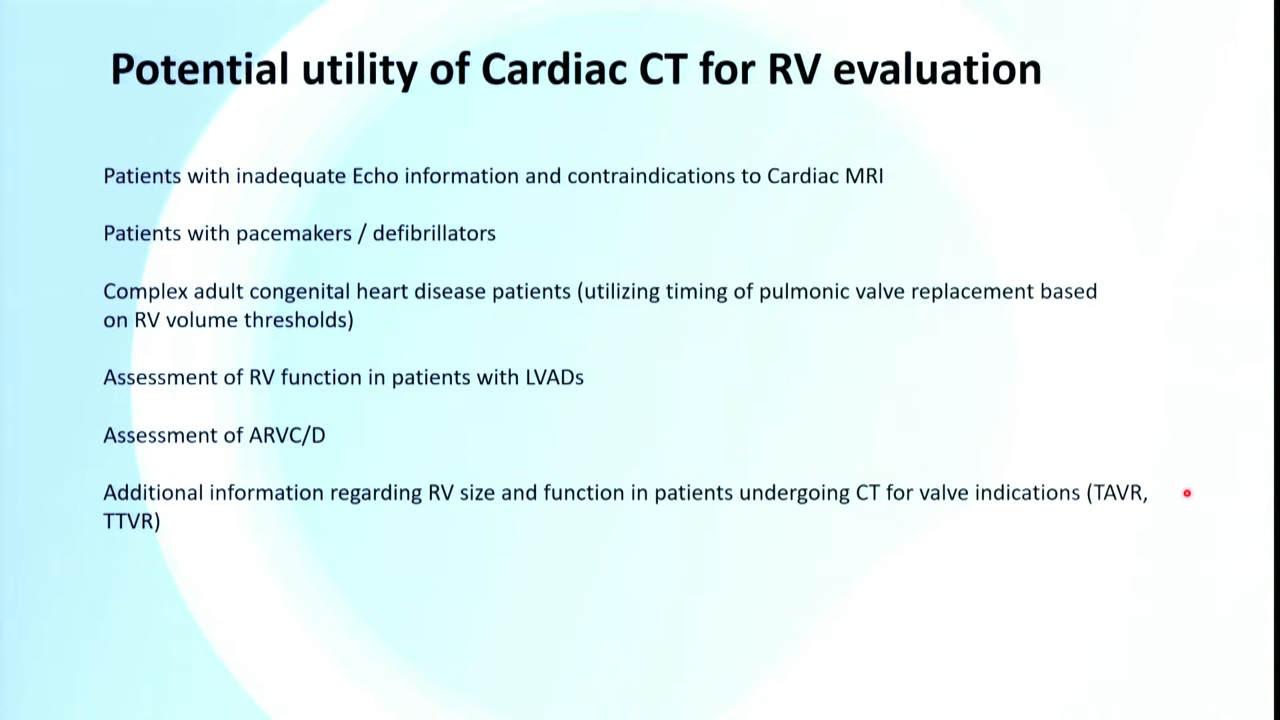 Potential utility of Cardiac CT for RV evaluation
Patients with inadequate Echo information and contraindications to Cardiac MRI
Patients with pacemakers / defibrillators
Complex adult congenital heart disease patients (utilizing timing of pulmonic valve replacement based
on RV volume thresholds)
Assessment of RV function in patients with LVADs
Assessment of ARVC/D
Additional information regarding RV size and function in patients undergoing CT for valve indications (TAVR,
TTVR)